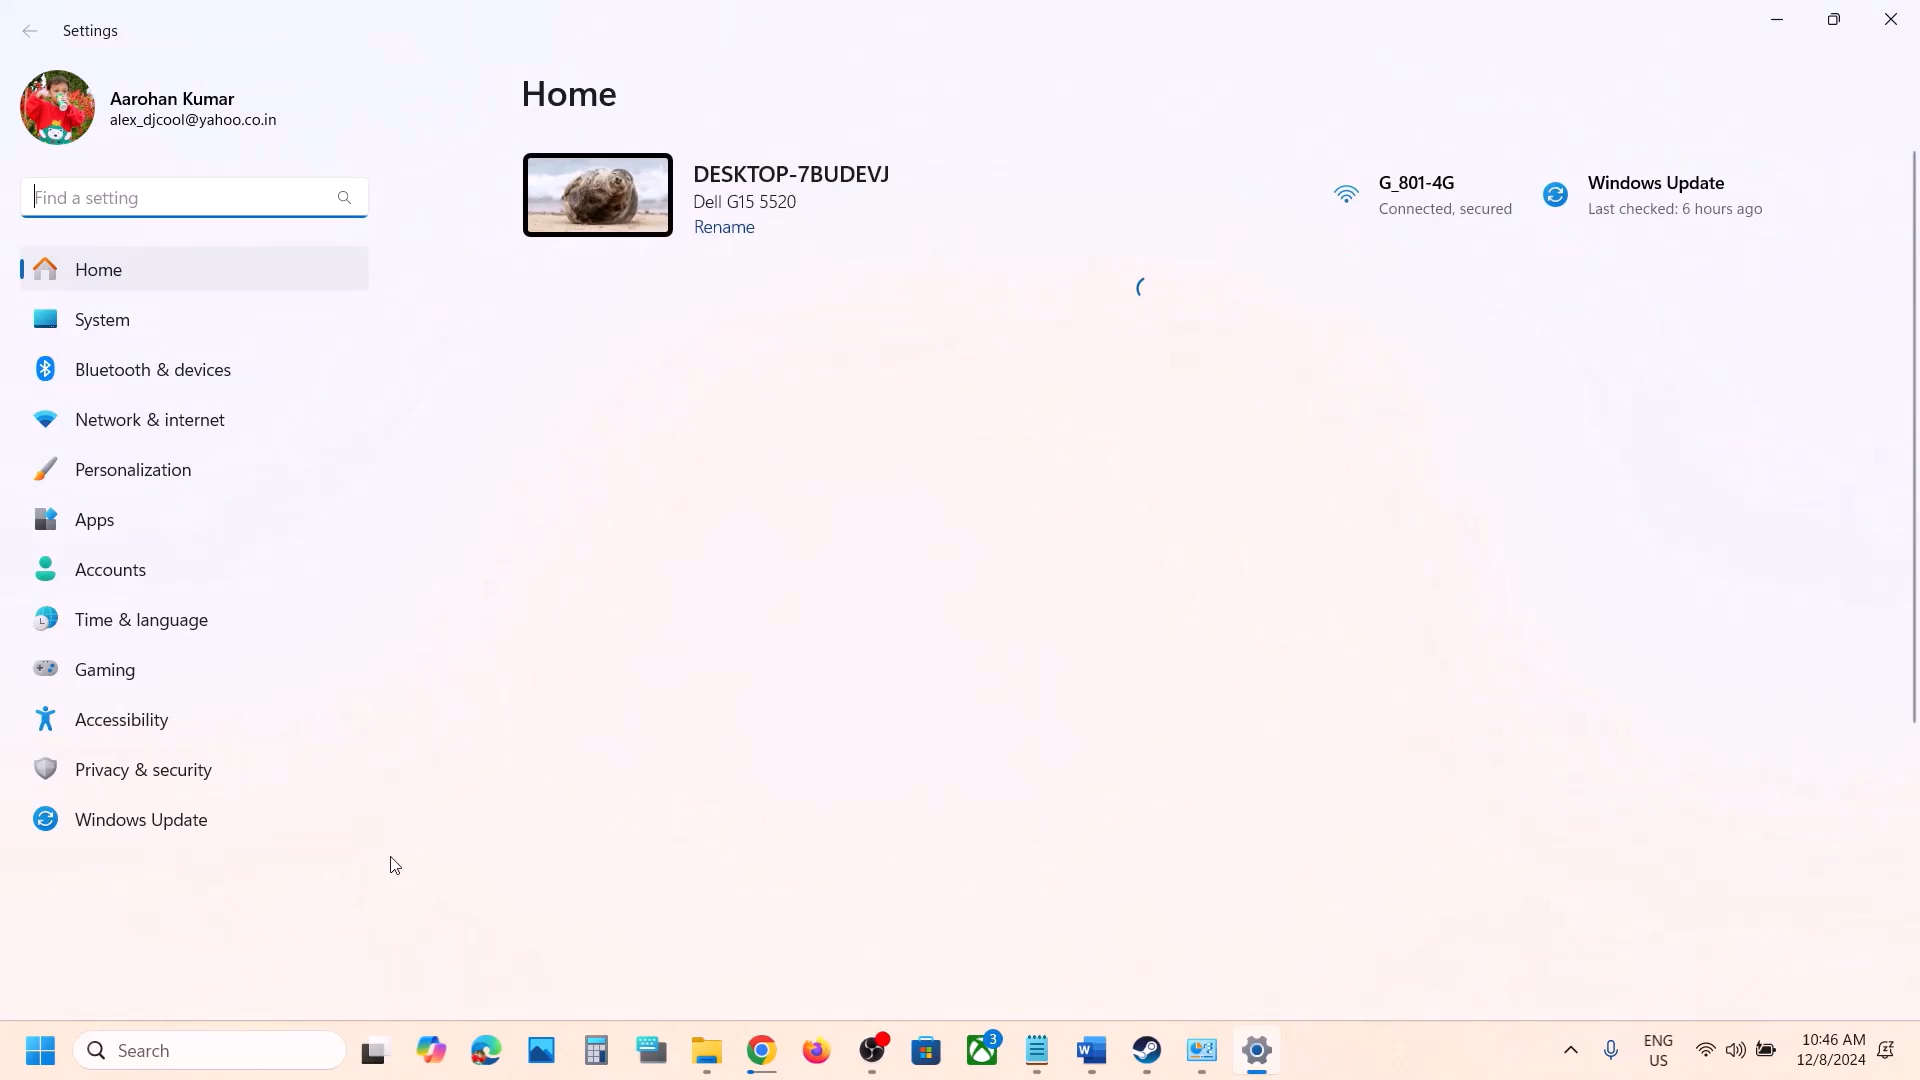 Settings
Aarohan Kumar
alex_djcool@yahoo.co.in
Find a setting
Home
System
Bluetooth & devices
Network & internet
Personalization
Apps
Accounts
Time & language
Gaming
Accessibility
Privacy & security
Windows Update
Home
DESKTOP-7BUDEVJ
Dell G15 5520
Rename
G_801-4G
Connected, secured
Windows Update
Last checked: 6 hours ago
Search
3
ENG
US
10:46 AM
12/8/2024